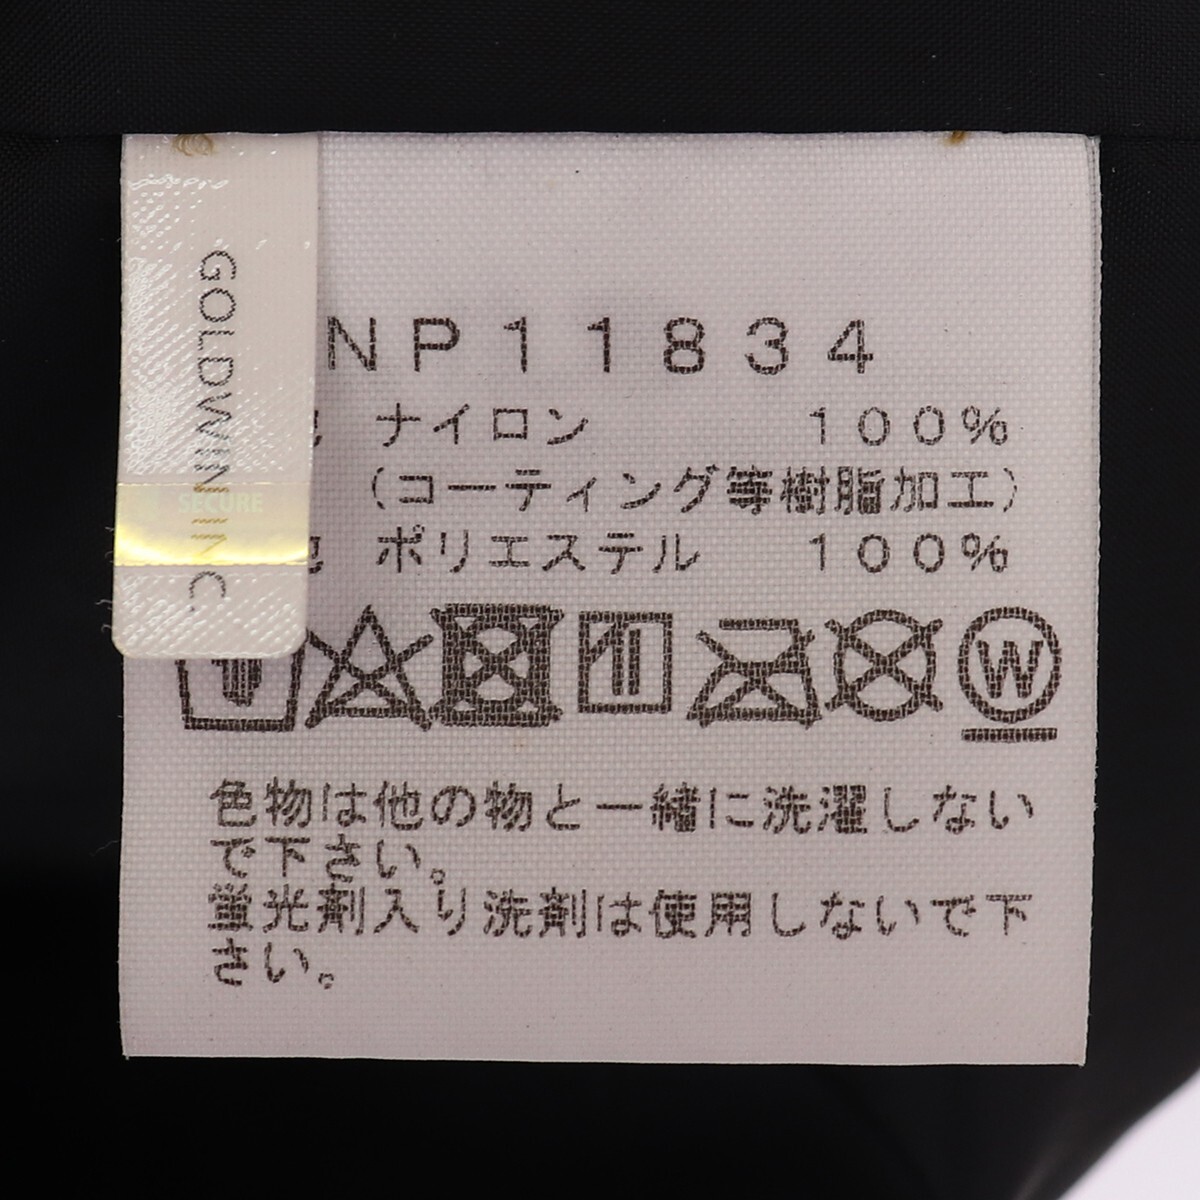 GOLDWIN INC.
SECURE
NP11834
ナイロン 100%
(コーティング等樹脂加工)
ポリエステル 100%
W
色物は他の物と一緒に洗濯しない
で下さい。
蛍光剤入り洗剤は使用しないで下
さい。